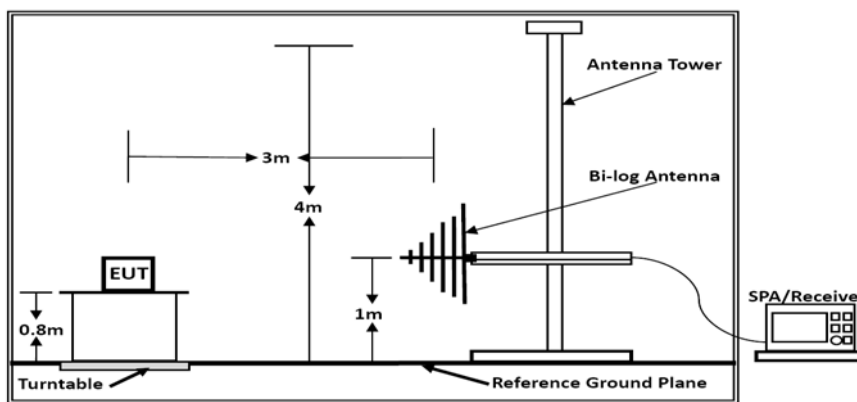 Antenna Tower
3m
Bi-log Antenna
4m
EUT
0.8m
1m
SPA/Receive
Turntable
Reference Ground Plane